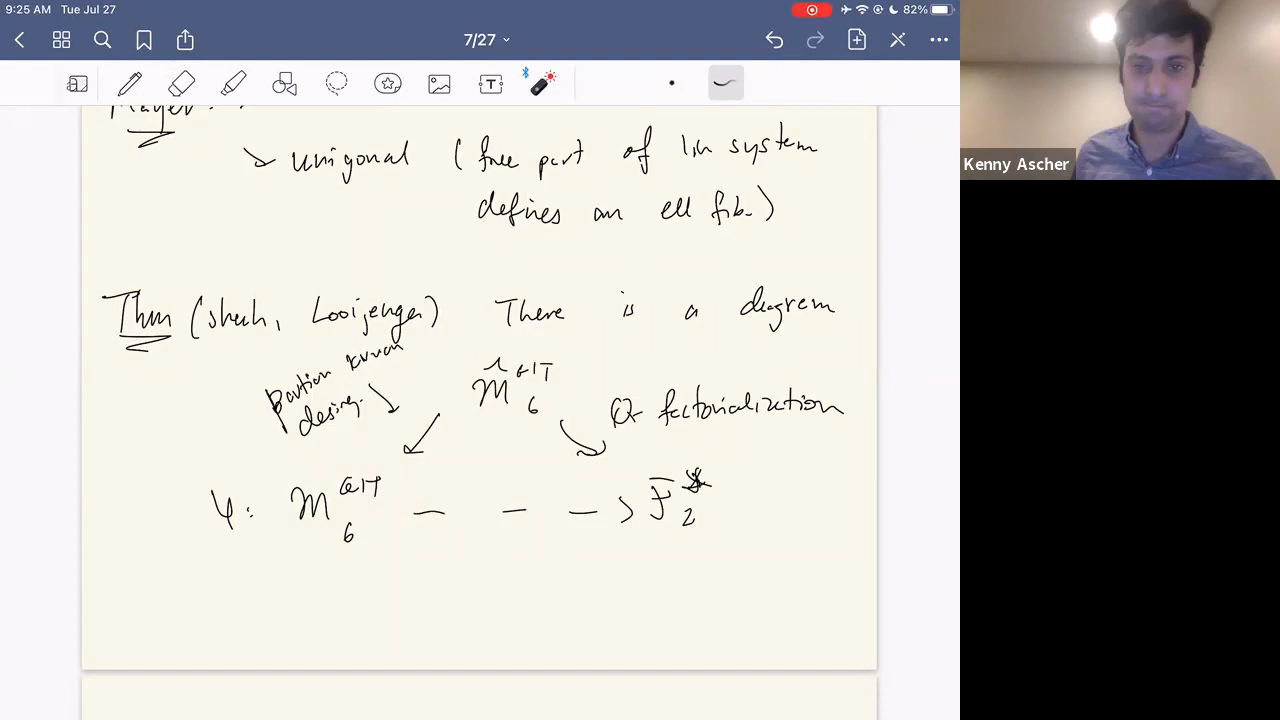 9:25 AM Tue Jul 27
82%
7/27
Kenny Ascher
Mayer:
↘ unigonal (free part of lin system
defines an ell fib.)
Thm (Shah, Looijenga) There is a diagram
partial Kirwan
desing.
M̂ GIT 6
Q-factorialization
φ: M GIT 6 - - - > F̄ * 2